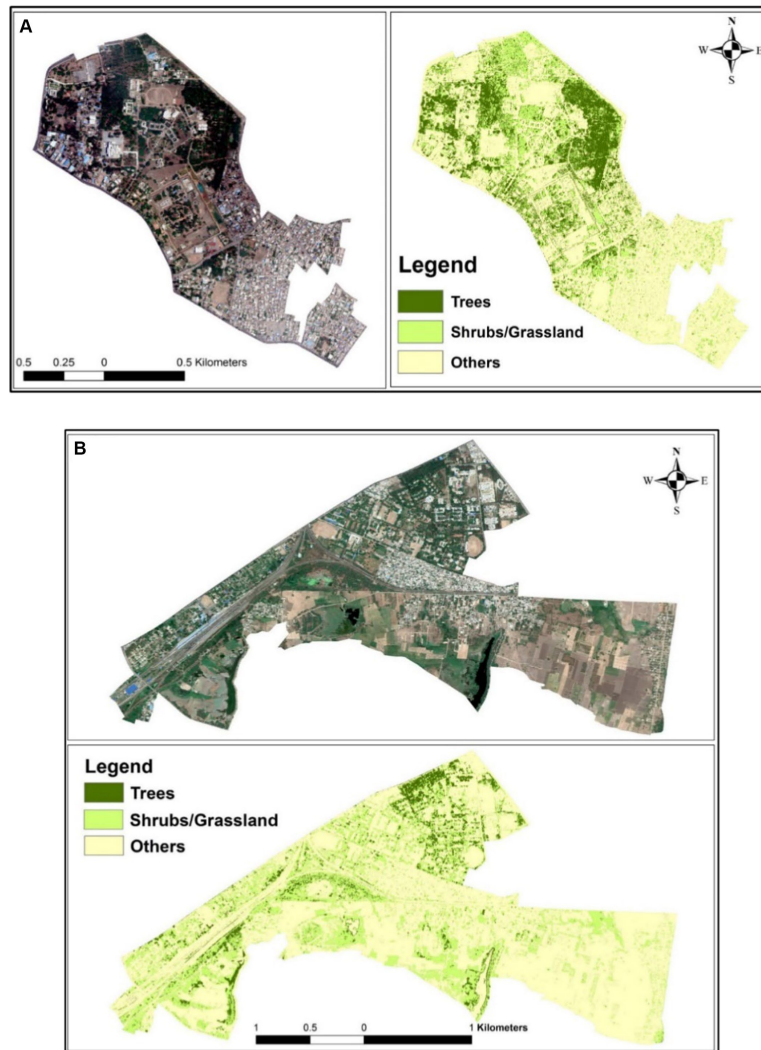 A
N
W E
S
Legend
Trees
Shrubs/Grassland
Others
0.5 0.25 0 0.5 Kilometers
B
N
W E
S
Legend
Trees
Shrubs/Grassland
Others
1 0.5 0 1 Kilometers